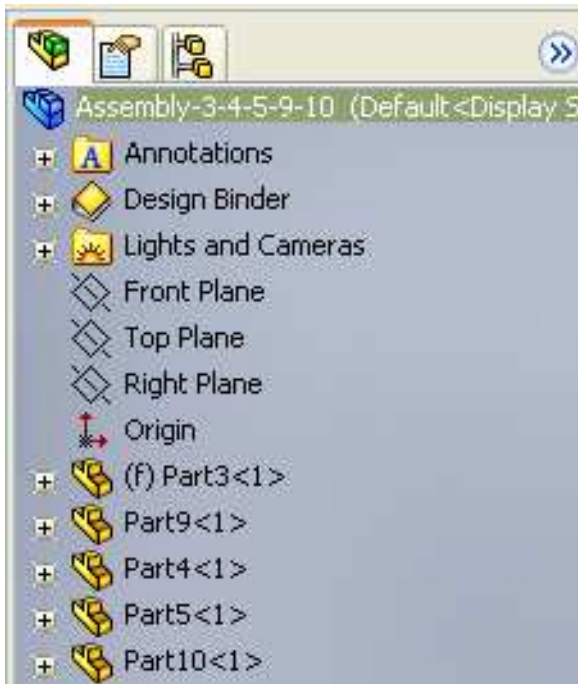 Assembly-3-4-5-9-10 (Default<Display S
A Annotations
Design Binder
Lights and Cameras
Front Plane
Top Plane
Right Plane
Origin
(f) Part3<1>
Part9<1>
Part4<1>
Part5<1>
Part10<1>